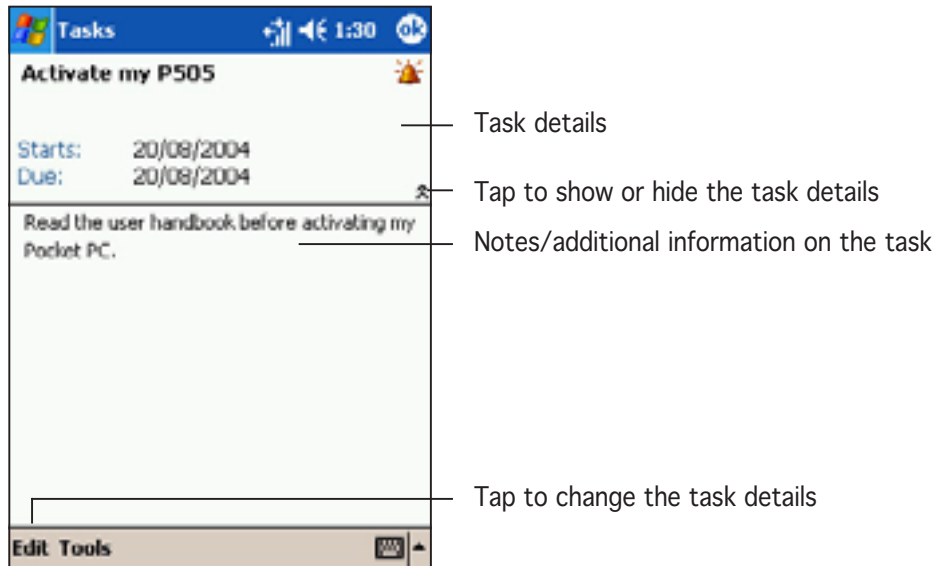 Tasks 1:30 ok
Activate my P505
Task details
Starts: 20/08/2004
Due: 20/08/2004
Tap to show or hide the task details
Read the user handbook before activating my
Pocket PC.
Notes/additional information on the task
Tap to change the task details
Edit Tools